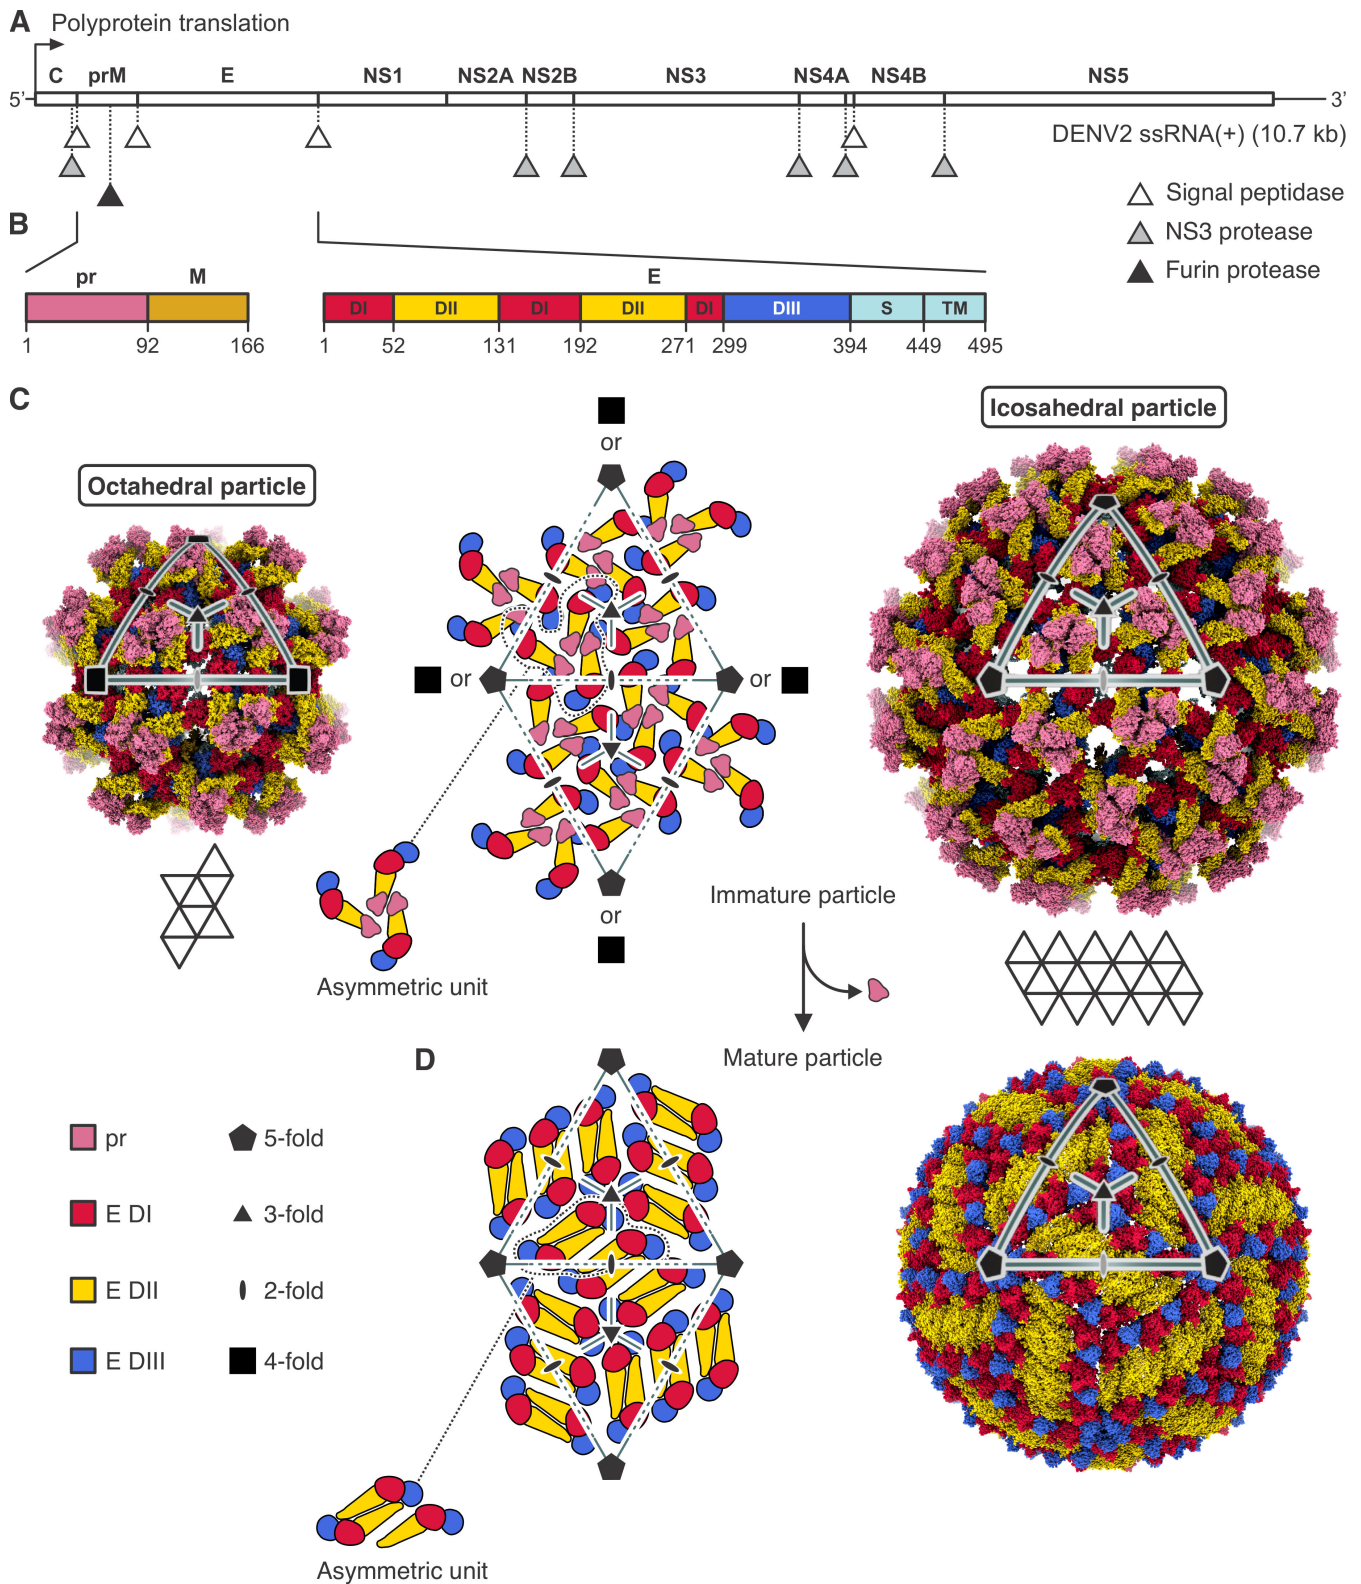 A
Polyprotein translation
C prM E NS1 NS2A NS2B NS3 NS4A NS4B NS5
5’ 3’
DENV2 ssRNA(+) (10.7 kb)
Signal peptidase
NS3 protease
Furin protease
B
pr M E
DI DII DI DII DI DIII S TM
1 92 166 1 52 131 192 271 299 394 449 495
C
Octahedral particle
Icosahedral particle
or
or
or
or
Asymmetric unit
Immature particle
Mature particle
D
pr
E DI
E DII
E DIII
5-fold
3-fold
2-fold
4-fold
Asymmetric unit